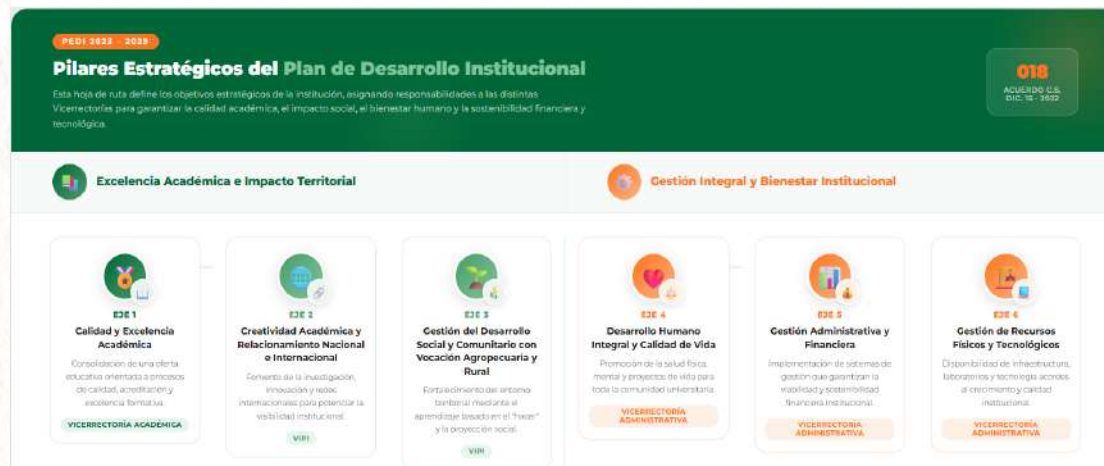 PEDI 2023 - 2039
Pilares Estratégicos del Plan de Desarrollo Institucional
Esta hoja de ruta define los objetivos estratégicos de la institución, asignando responsabilidades a las distintas
Vicerrectorías para garantizar la calidad académica, el impacto social, el bienestar humano y la sostenibilidad financiera y
tecnológica.
018
ACUERDO C.S.
DIC. 15 - 2022
Excelencia Académica e Impacto Territorial
Gestión Integral y Bienestar Institucional
EJE 1
Calidad y Excelencia
Académica
Consolidación de una oferta
educativa orientada a procesos
de calidad, acreditación y
excelencia formativa.
VICERRECTORÍA ACADÉMICA
EJE 2
Creatividad Académica y
Relacionamiento Nacional
e Internacional
Fomento de la investigación,
innovación y redes
internacionales para potenciar la
visibilidad institucional.
VIPI
EJE 3
Gestión del Desarrollo
Social y Comunitario con
Vocación Agropecuaria y
Rural
Fortalecimiento del entorno
territorial mediante el
aprendizaje basado en el "hacer"
y la proyección social.
VIPI
EJE 4
Desarrollo Humano
Integral y Calidad de Vida
Promoción de la salud física,
mental y proyectos de vida para
toda la comunidad universitaria.
VICERRECTORÍA
ADMINISTRATIVA
EJE 5
Gestión Administrativa y
Financiera
Implementación de sistemas de
gestión que garantizan la
viabilidad y sostenibilidad
financiera institucional.
VICERRECTORÍA
ADMINISTRATIVA
EJE 6
Gestión de Recursos
Físicos y Tecnológicos
Disponibilidad de infraestructura,
laboratorios y tecnología acordes
al crecimiento y calidad
institucional.
VICERRECTORÍA
ADMINISTRATIVA